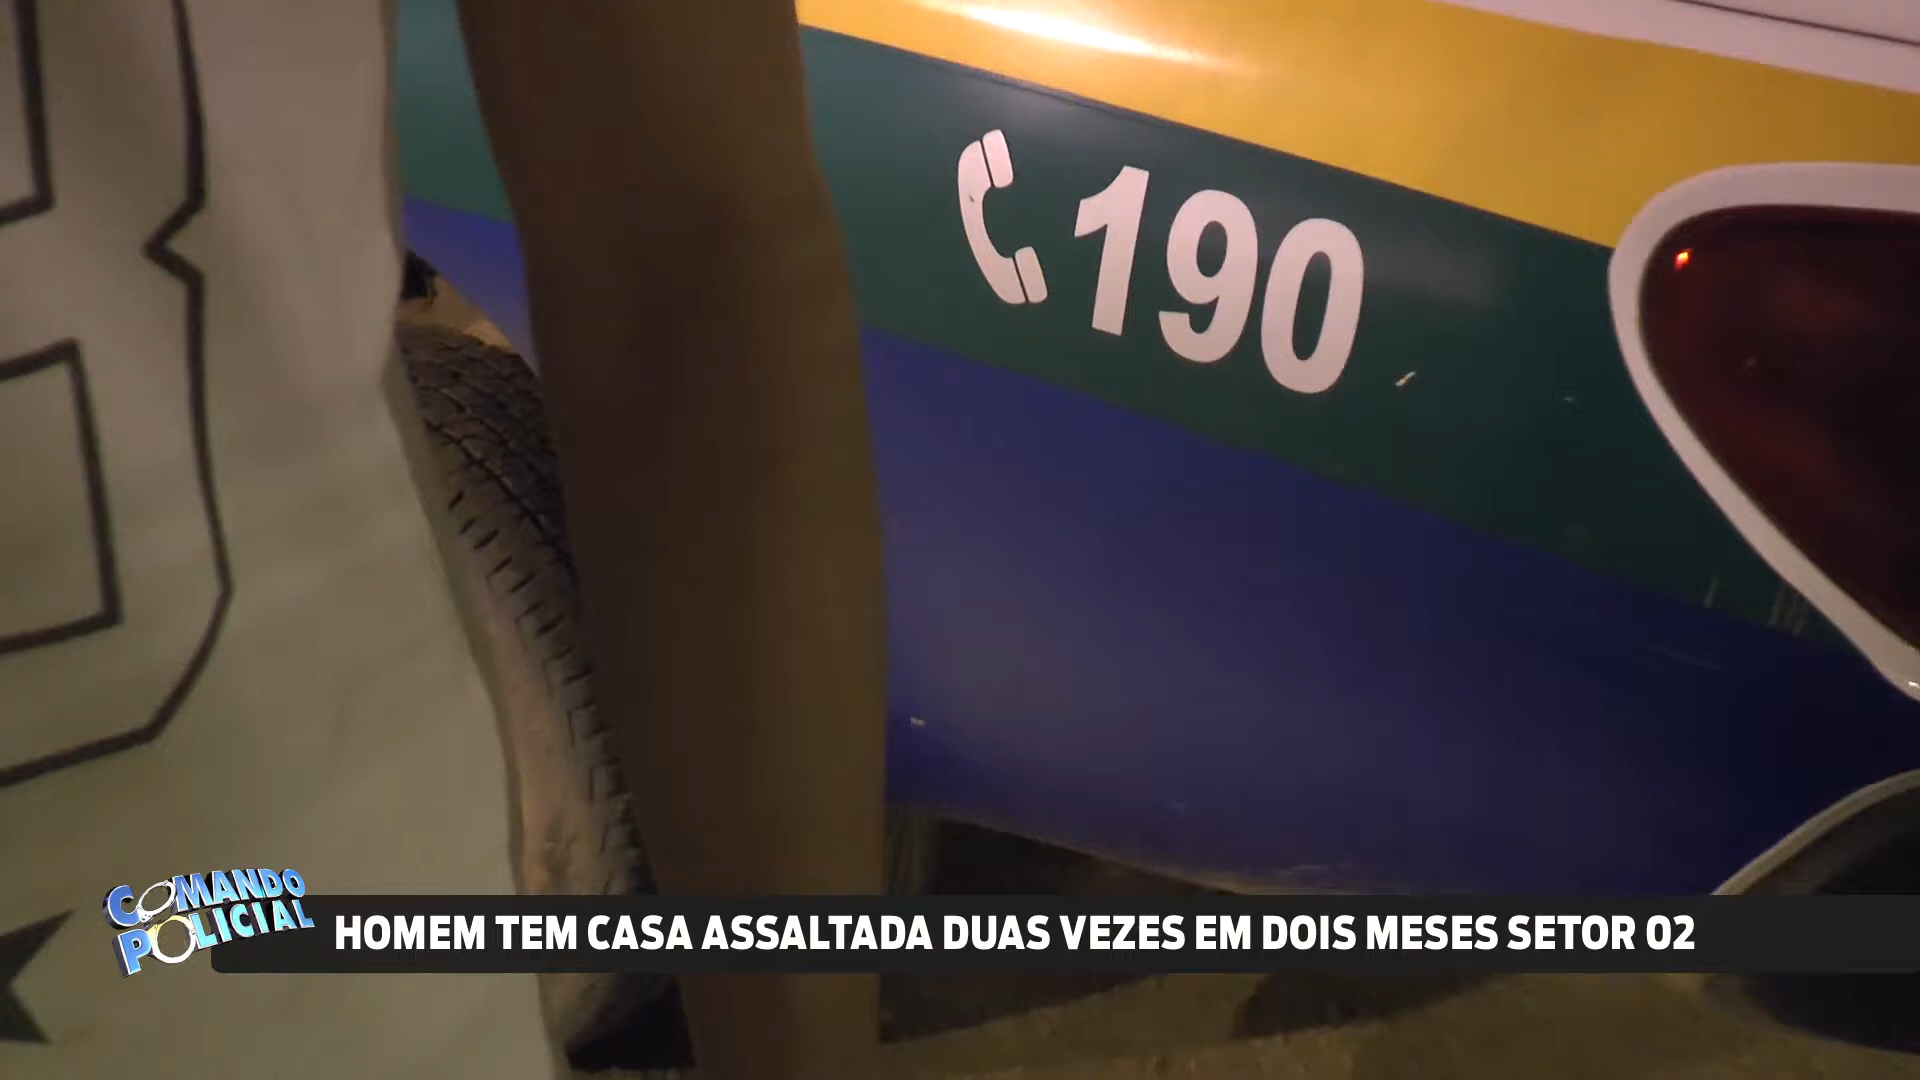 190
COMANDO
POLICIAL
HOMEM TEM CASA ASSALTADA DUAS VEZES EM DOIS MESES SETOR 02